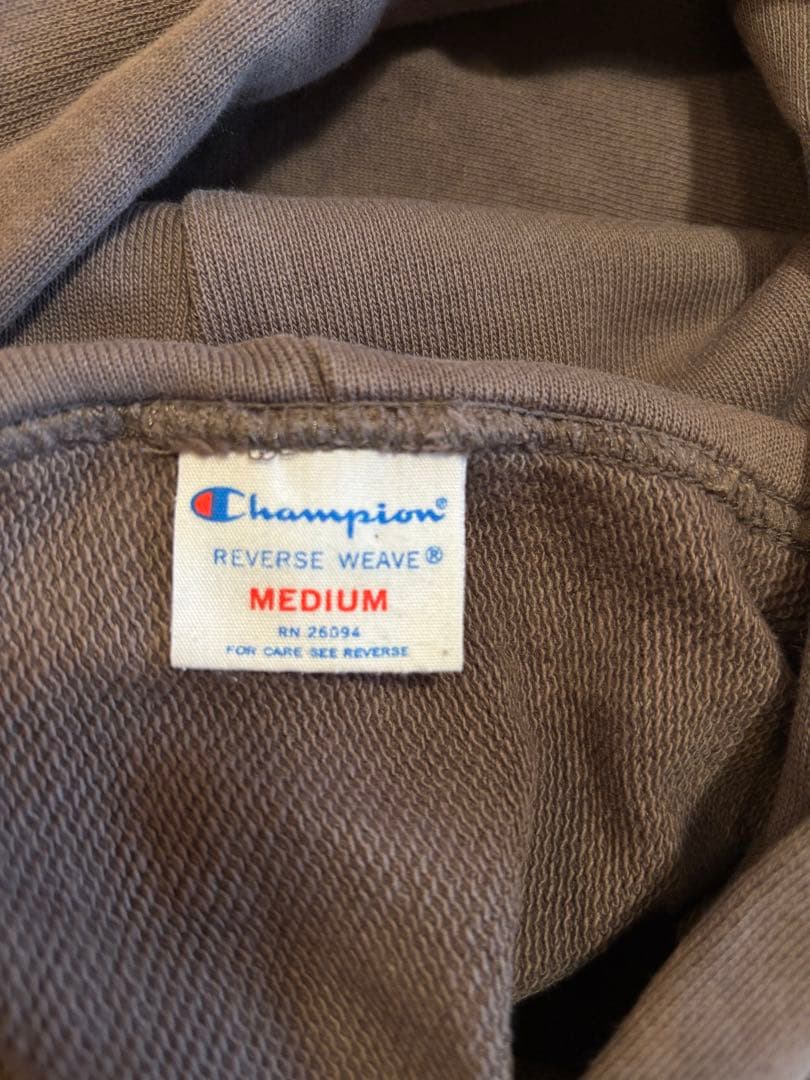 Champion®
REVERSE WEAVE®
MEDIUM
RN 26094
FOR CARE SEE REVERSE